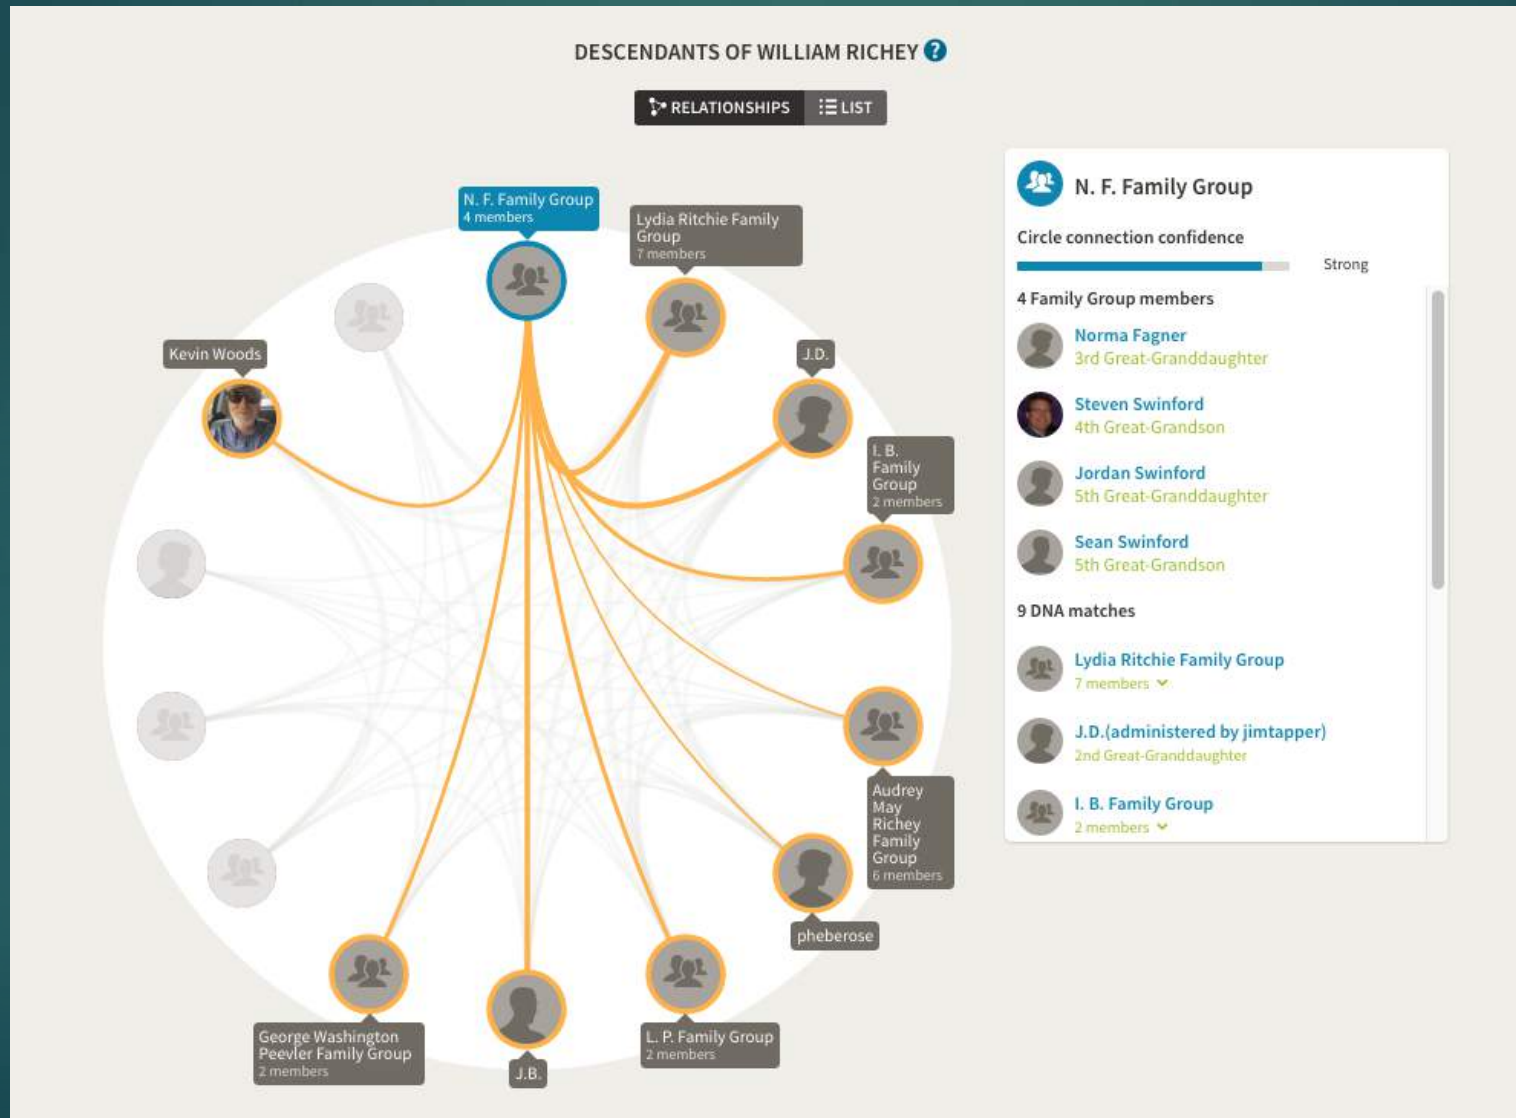 DESCENDANTS OF WILLIAM RICHEY ?
RELATIONSHIPS
LIST
N. F. Family Group
4 members
Lydia Ritchie Family
Group
7 members
Kevin Woods
J.D.
I. B.
Family
Group
2 members
Audrey
May
Richey
Family
Group
6 members
pheberose
L. P. Family Group
2 members
J.B.
George Washington
Peevler Family Group
2 members
N. F. Family Group
Circle connection confidence
Strong
4 Family Group members
Norma Fagner
3rd Great-Granddaughter
Steven Swinford
4th Great-Grandson
Jordan Swinford
5th Great-Granddaughter
Sean Swinford
5th Great-Grandson
9 DNA matches
Lydia Ritchie Family Group
7 members
J.D.(administered by jimtapper)
2nd Great-Granddaughter
I. B. Family Group
2 members